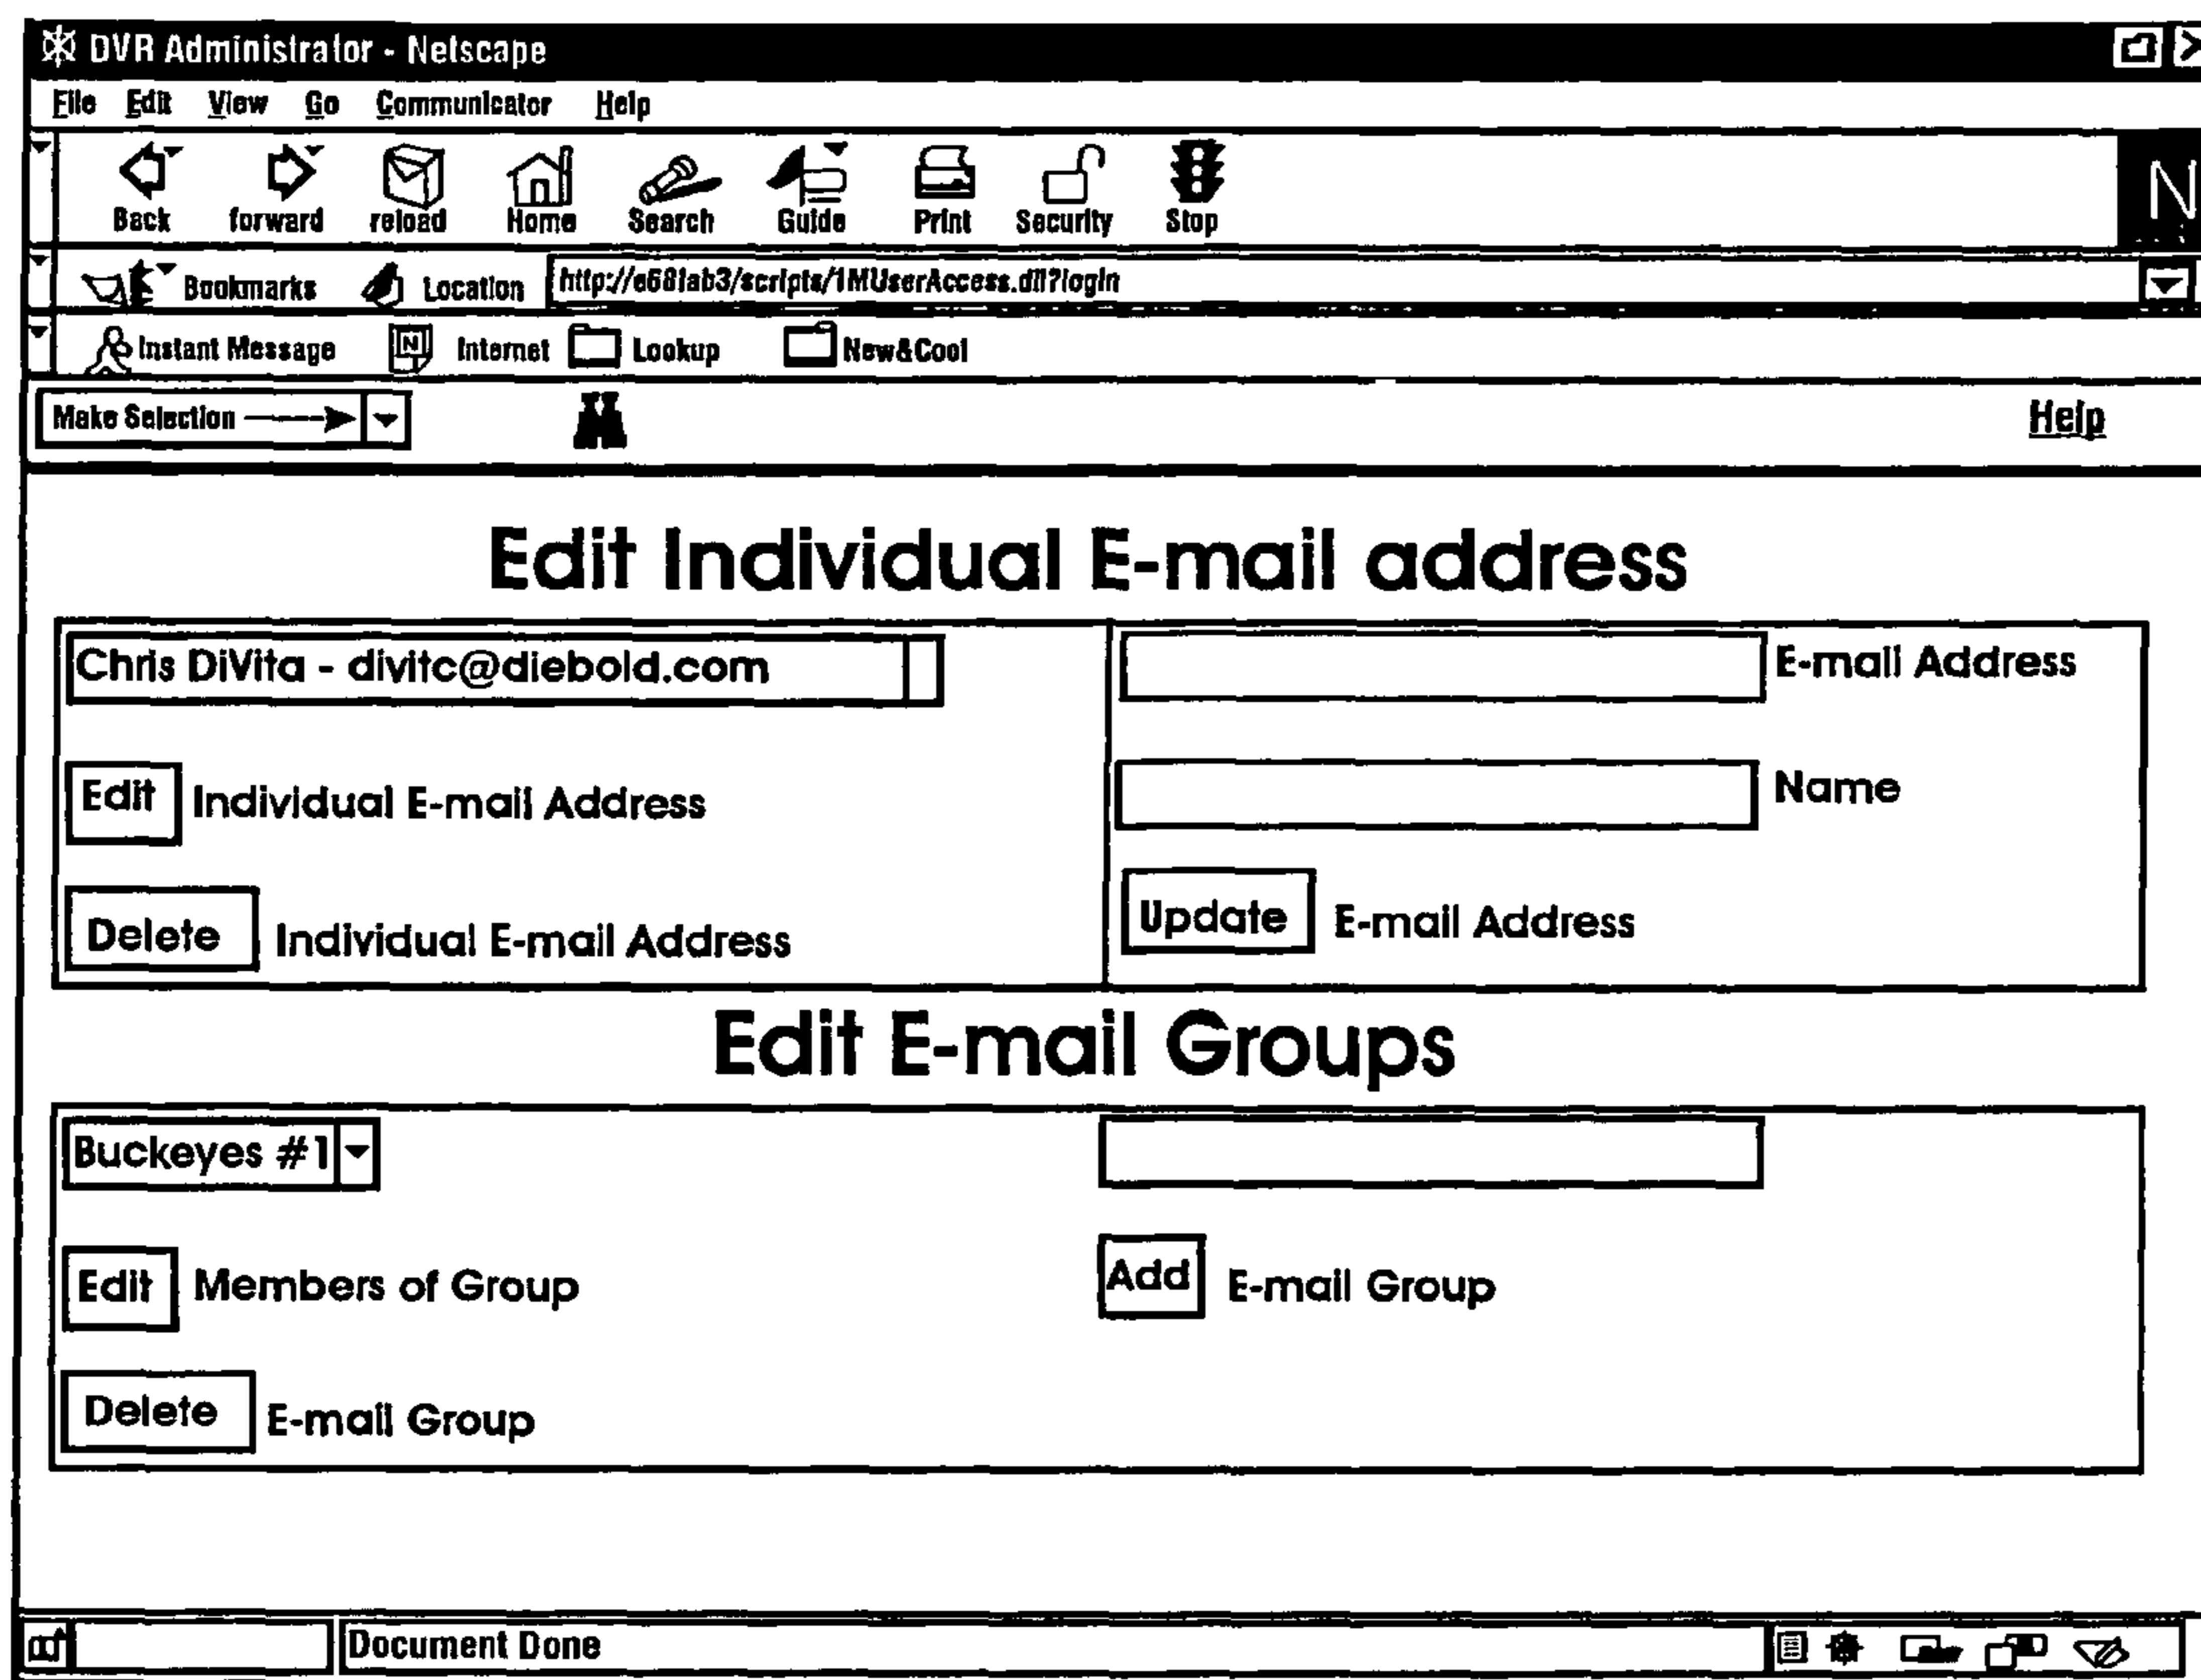 DVR Administrator - Netscape
File Edit View Go Communicator Help
Back forward reload Home Search Guide Print Security Stop
N
Bookmarks Location http://e681ab3/scripts/1MUserAccess.dll?login
Instant Message N Internet Lookup New&Cool
Make Selection Help
Edit Individual E-mail address
Chris DiVita - divitc@diebold.com E-mail Address
Edit Individual E-mail Address Name
Delete Individual E-mail Address Update E-mail Address
Edit E-mail Groups
Buckeyes #1
Edit Members of Group Add E-mail Group
Delete E-mail Group
Document Done